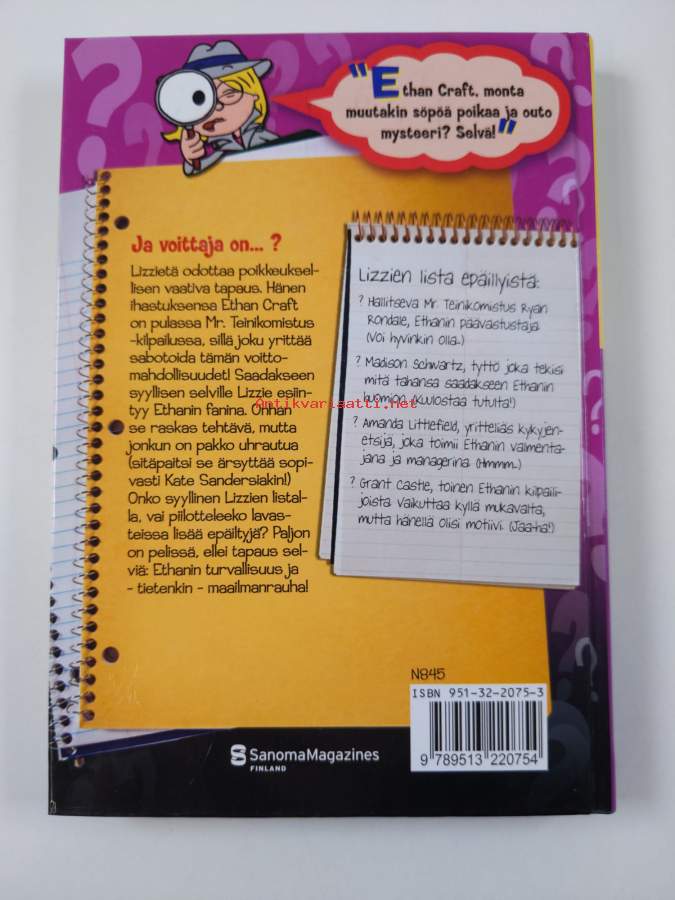 "Ethan Craft, monta
muutakin söpöä poikaa ja outo
mysteeri? Selvä!"
Ja voittaja on... ?
Lizzietä odottaa poikkeuksel-
lisen vaativa tapaus. Hänen
ihastuksensa Ethan Craft
on pulassa Mr. Teinikomistus
-kilpailussa, sillä joku yrittää
sabotoida tämän voitto-
mahdollisuudet! Saadakseen
syyllisen selville Lizzie esiin-
tyy Ethanin fanina. Onhan
se raskas tehtävä, mutta
jonkun on pakko uhrautua
(sitäpaitsi se ärsyttää sopi-
vasti Kate Sandersiakin!)
Onko syyllinen Lizzien listal-
la, vai piilotteleeko lavas-
teissa lisää epäiltyjä? Paljon
on pelissä, ellei tapaus sel-
viä: Ethanin turvallisuus ja
- tietenkin - maailmanrauha!
Lizzien lista epäillyistä:
? Hallitseva Mr. Teinikomistus Ryan
Rondale, Ethanin päävastustaja
(Voi hyvinkin olla...)
? Madison Schwartz, tyttö joka tekisi
mitä tahansa saadakseen Ethanin
huomion (Kuulostaa tutulta!)
? Amanda Littlefield, yritteliäs kykyjen-
etsijä, joka toimii Ethanin valmenta-
jana ja managerina (Hmmm...)
? Grant Castle, toinen Ethanin kilpaili-
joista vaikuttaa kyllä mukavalta,
mutta hänellä olisi motiivi. (Jaa-ha!)
Antikvariaatti.net
N845
ISBN 951-32-2075-3
9 789513 220754
SanomaMagazines
FINLAND